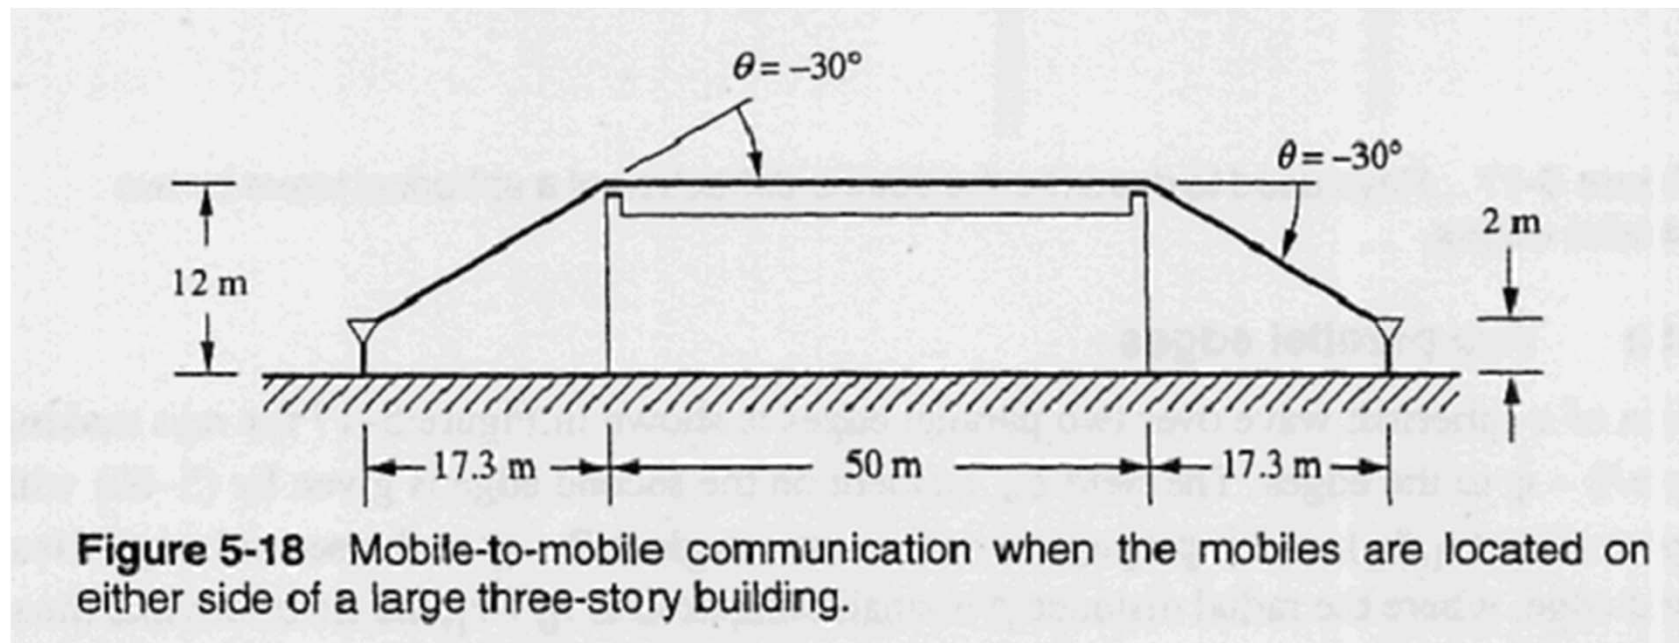 θ = –30°
θ = –30°
2 m
12 m
17.3 m
50 m
17.3 m
Figure 5-18 Mobile-to-mobile communication when the mobiles are located on
either side of a large three-story building.